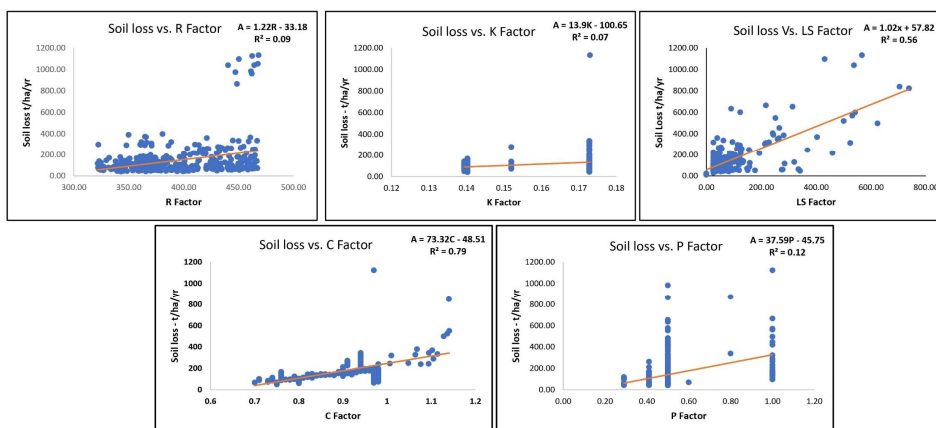 Soil loss vs. R Factor
A = 1.22R - 33.18
R² = 0.09
1200.00
1000.00
800.00
600.00
400.00
200.00
0.00
300.00 350.00 400.00 450.00 500.00
Soil loss t/ha/yr
R Factor
Soil loss vs. K Factor
A = 13.9K - 100.65
R² = 0.07
1200.00
1000.00
800.00
600.00
400.00
200.00
0.00
0.12 0.13 0.14 0.15 0.16 0.17 0.18
Soil loss - t/ha/yr
K Factor
Soil loss Vs. LS Factor
A = 1.02x + 57.82
R² = 0.56
1200.00
1000.00
800.00
600.00
400.00
200.00
0.00
0.00 200.00 400.00 600.00 800.00
Soil Loss t/ha/yr
LS Factor
Soil loss vs. C Factor
A = 73.32C - 48.51
R² = 0.79
1200
1000
800
600
400
200
0
0.6 0.7 0.8 0.9 1 1.1 1.2
Soil loss - t/ha/yr
C Factor
Soil loss vs. P Factor
A = 37.59P - 45.75
R² = 0.12
1200.00
1000.00
800.00
600.00
400.00
200.00
0.00
0.00 0.20 0.40 0.60 0.80 1.00 1.20
Soil loss - t/ha/yr
P Factor